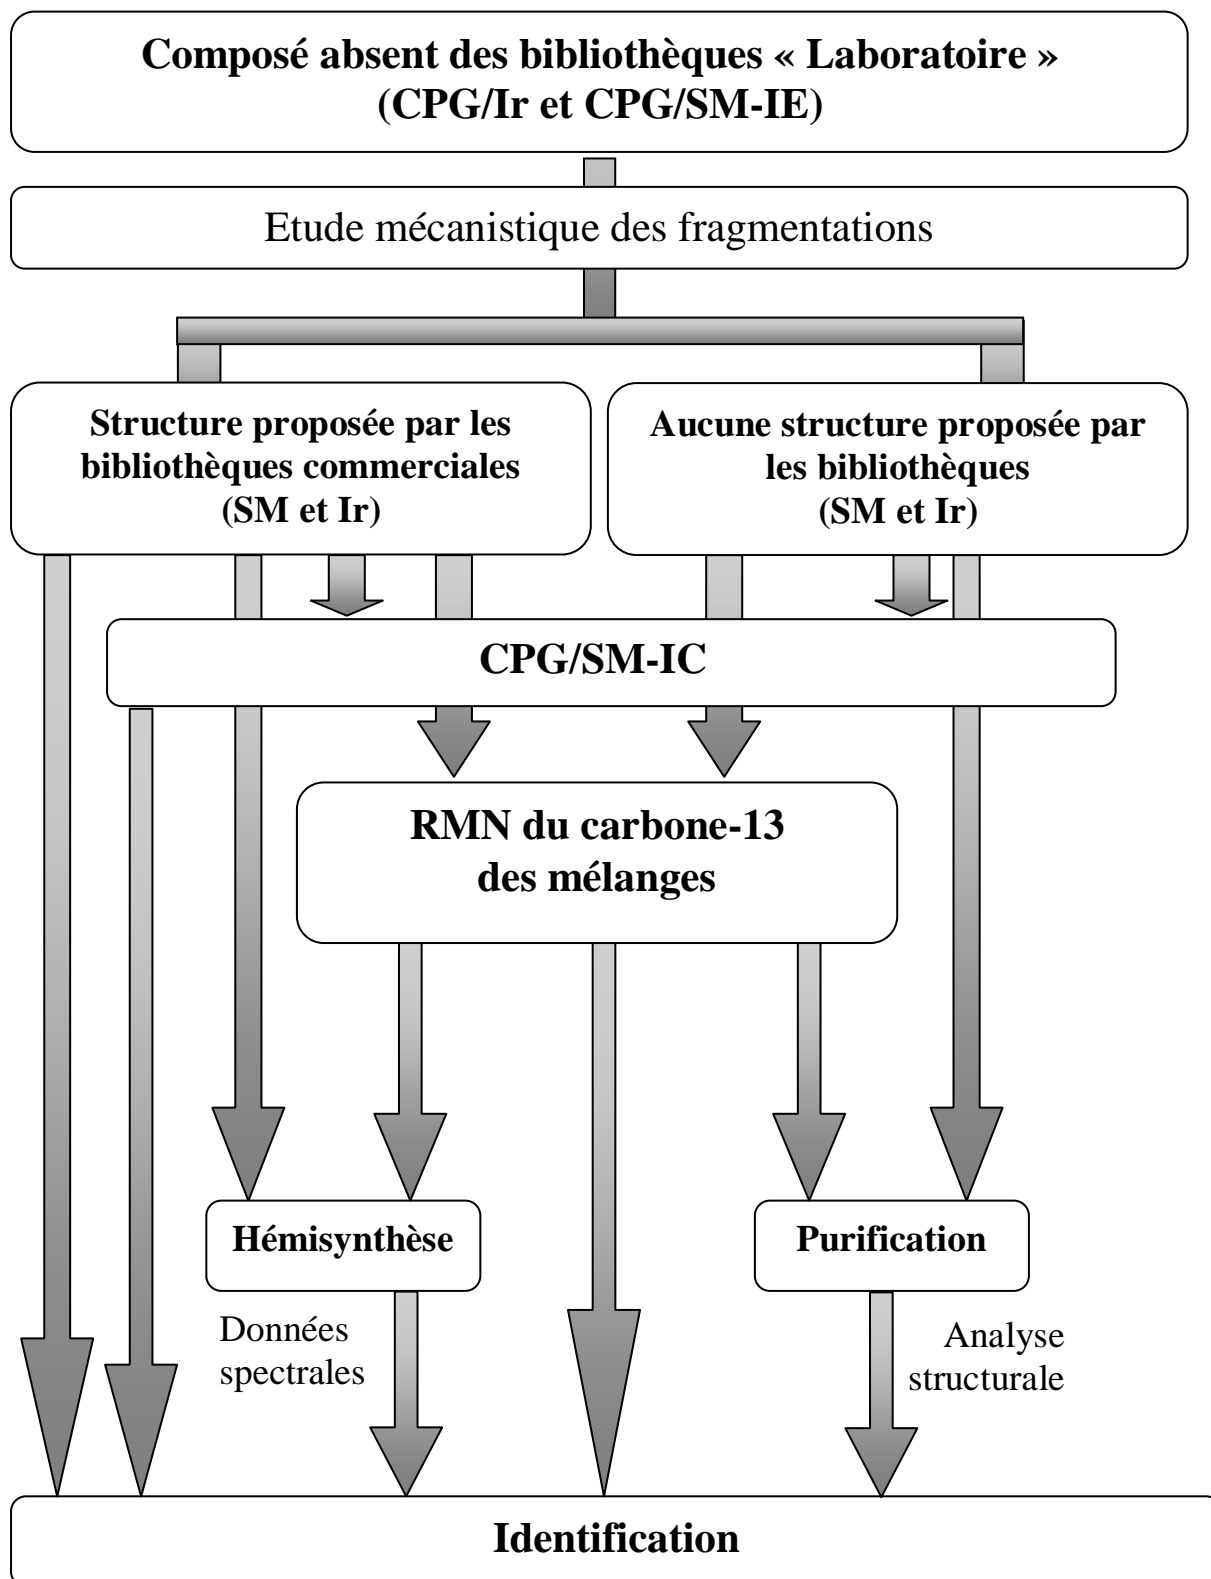 Composé absent des bibliothèques « Laboratoire »
(CPG/Ir et CPG/SM-IE)
Etude mécanistique des fragmentations
Structure proposée par les
bibliothèques commerciales
(SM et Ir)
Aucune structure proposée par
les bibliothèques
(SM et Ir)
CPG/SM-IC
RMN du carbone-13
des mélanges
Hémisynthèse
Purification
Données
spectrales
Analyse
structurale
Identification